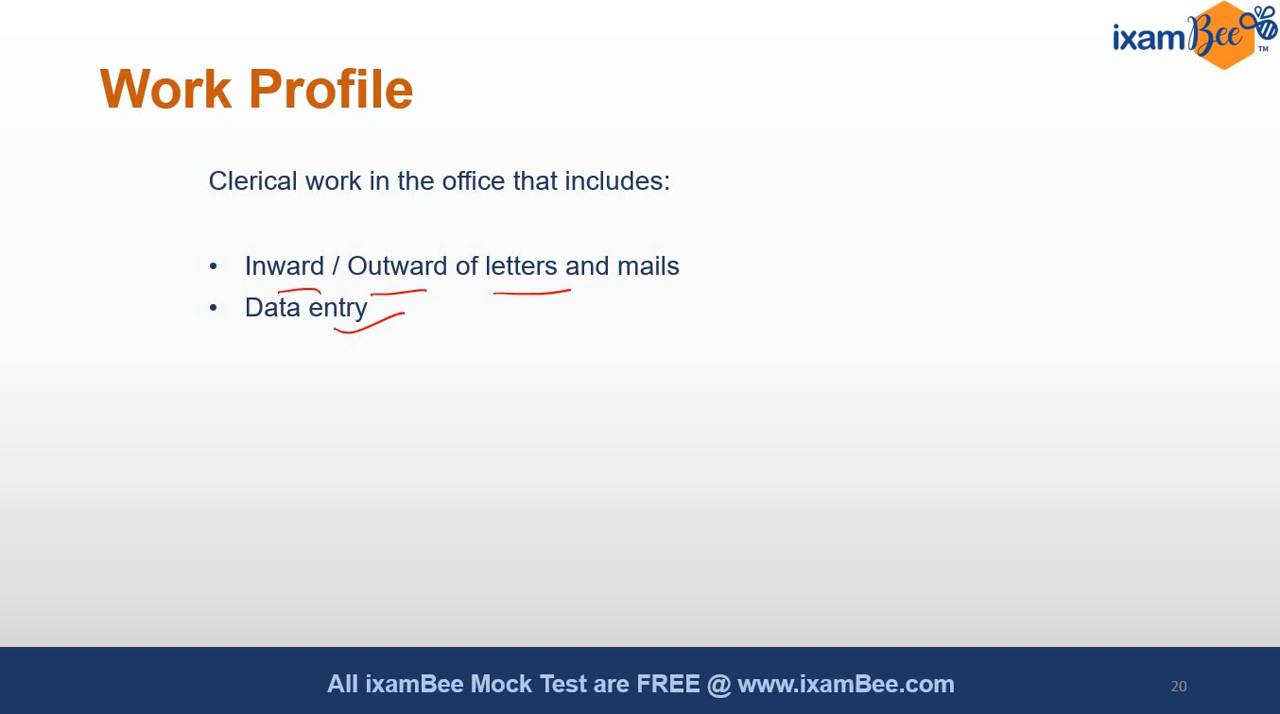 ixamBee
TM
Work Profile
Clerical work in the office that includes:
• Inward / Outward of letters and mails
• Data entry
All ixamBee Mock Test are FREE @ www.ixamBee.com
20